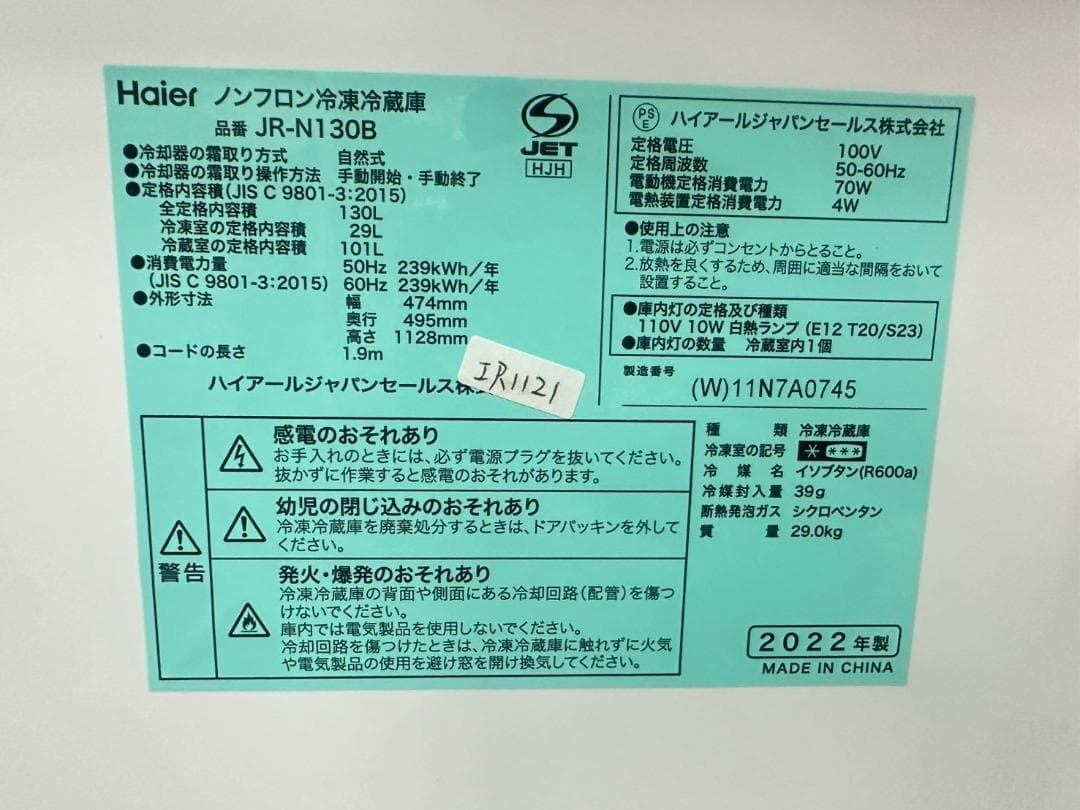 Haier ノンフロン冷凍冷蔵庫
品番 JR-N130B
JET
HJH
●冷却器の霜取り方式 自然式
●冷却器の霜取り操作方法 手動開始・手動終了
●定格内容積(JIS C 9801-3:2015)
全定格内容積 130L
冷凍室の定格内容積 29L
冷蔵室の定格内容積 101L
●消費電力量 50Hz 239kWh/年
(JIS C 9801-3:2015) 60Hz 239kWh/年
●外形寸法 幅 474mm
奥行 495mm
高さ 1128mm
●コードの長さ 1.9m
ハイアールジャパンセールス株
IR1121
PSE ハイアールジャパンセールス株式会社
定格電圧 100V
定格周波数 50-60Hz
電動機定格消費電力 70W
電熱装置定格消費電力 4W
●使用上の注意
1.電源は必ずコンセントからとること。
2.放熱を良くするため、周囲に適当な間隔をおいて
設置すること。
●庫内灯の定格及び種類
110V 10W 白熱ランプ (E12 T20/S23)
●庫内灯の数量 冷蔵室内1個
製造番号
(W)11N7A0745
警告
感電のおそれあり
お手入れのときには、必ず電源プラグを抜いてください。
抜かずに作業すると感電のおそれがあります。
幼児の閉じ込みのおそれあり
冷凍冷蔵庫を廃棄処分するときは、ドアパッキンを外して
ください。
発火・爆発のおそれあり
冷凍冷蔵庫の背面や側面にある冷却回路(配管)を傷つ
けないでください。
庫内では電気製品を使用しないでください。
冷却回路を傷つけたときは、冷凍冷蔵庫に触れずに火気
や電気製品の使用を避け窓を開け換気してください。
種類 冷凍冷蔵庫
冷凍室の記号 * ***
冷媒名 イソブタン(R600a)
冷媒封入量 39g
断熱発泡ガス シクロペンタン
質量 29.0kg
2022年製
MADE IN CHINA